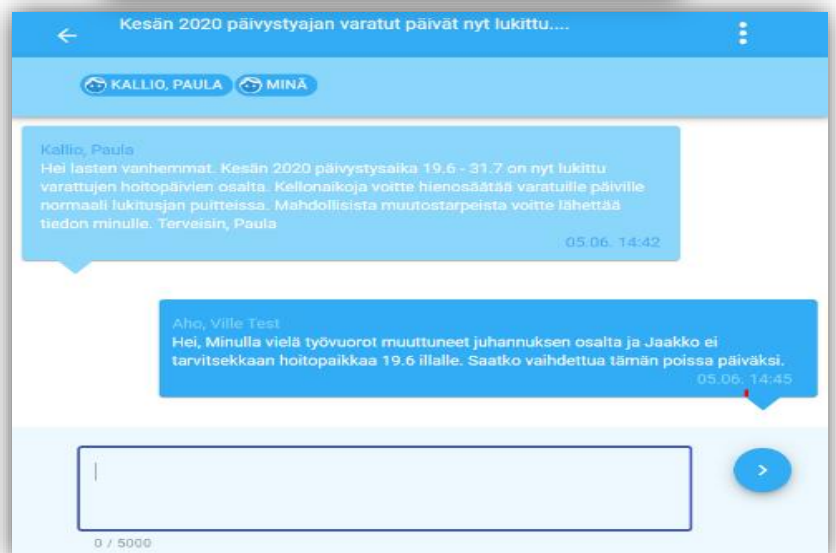 Kesän 2020 päivystyajan varatut päivät nyt lukittu....
KALLIO, PAULA MINÄ
Kallio, Paula
Hei lasten vanhemmat. Kesän 2020 päivystysaika 19.6 - 31.7 on nyt lukittu
varattujen hoitopäivien osalta. Kellonaikoja voitte hienosäätää varatuille päiville
normaali lukitusjan puitteissa. Mahdollisista muutostarpeista voitte lähettää
tiedon minulle. Terveisin, Paula
05.06. 14:42
Aho, Ville Test
Hei, Minulla vielä työvuorot muuttuneet juhannuksen osalta ja Jaakko ei
tarvitsekkaan hoitopaikkaa 19.6 illalle. Saatko vaihdettua tämän poissa päiväksi.
05.06. 14:45
0 / 5000